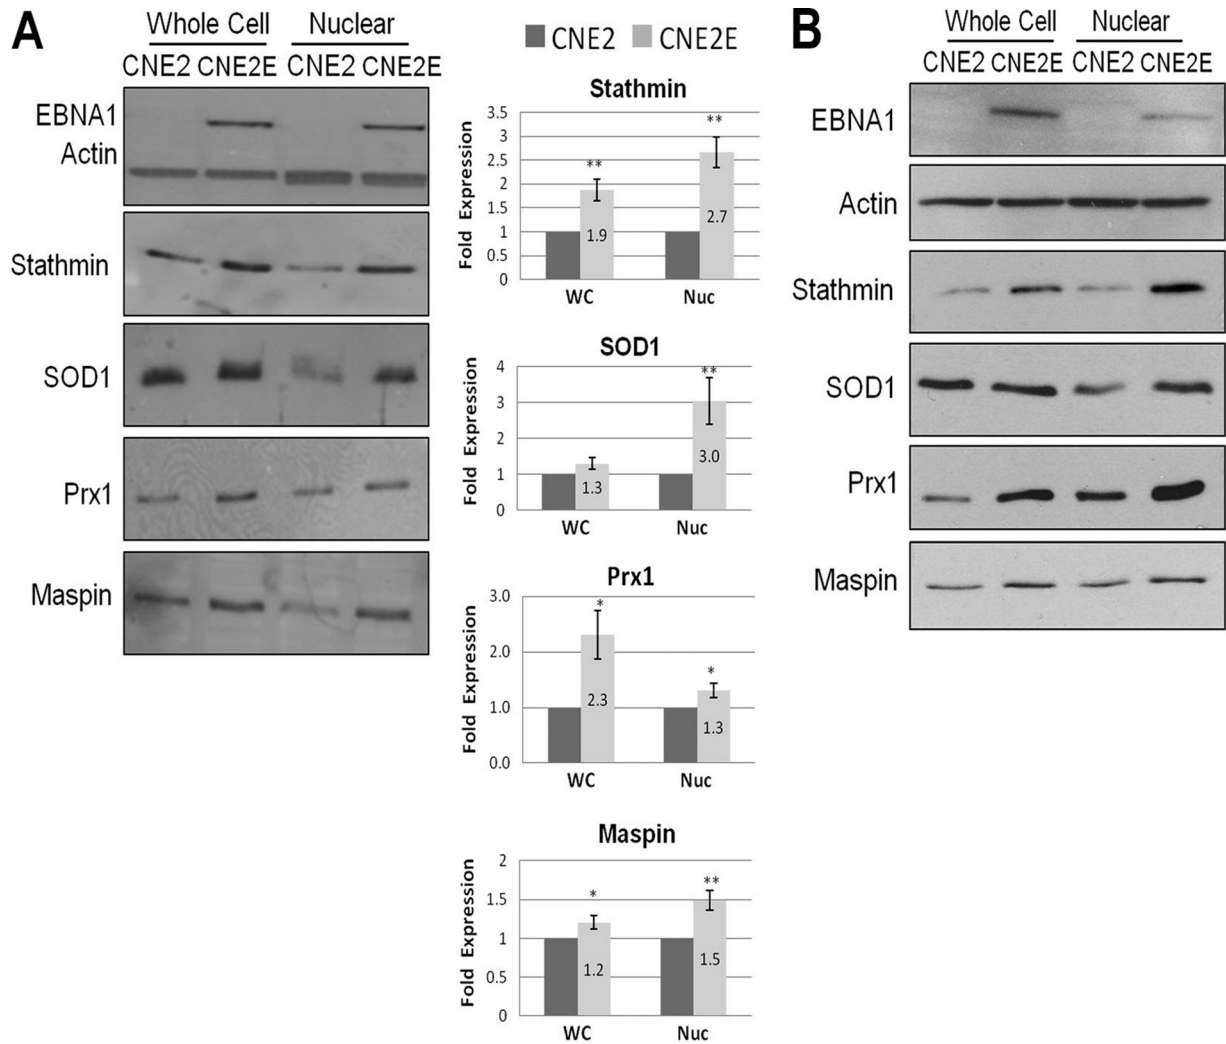 A
Whole Cell Nuclear
CNE2 CNE2E CNE2 CNE2E
EBNA1
Actin
Stathmin
SOD1
Prx1
Maspin
CNE2 CNE2E
Stathmin
Fold Expression
3.5
3
2.5
2
1.5
1
0.5
0
**
**
1.9
2.7
WC Nuc
SOD1
Fold Expression
4
3
2
1
0
**
1.3
3.0
WC Nuc
Prx1
Fold Expression
3.0
2.0
1.0
0.0
*
*
2.3
1.3
WC Nuc
Maspin
Fold Expression
2
1.5
1
0.5
0
*
**
1.2
1.5
WC Nuc
B
Whole Cell Nuclear
CNE2 CNE2E CNE2 CNE2E
EBNA1
Actin
Stathmin
SOD1
Prx1
Maspin